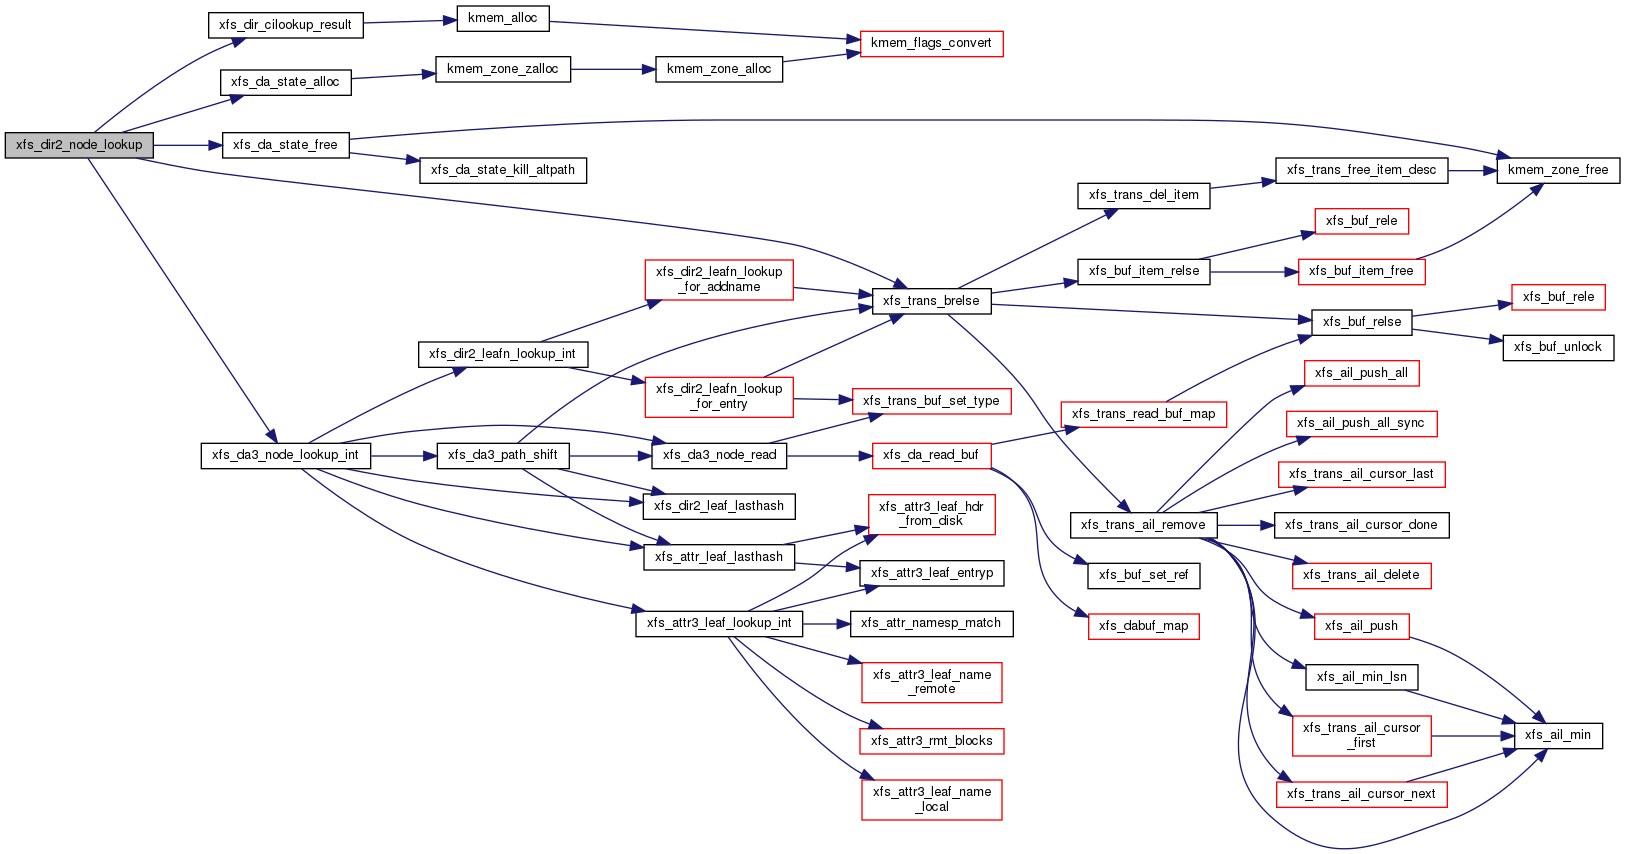 xfs_dir_cilookup_result
kmem_alloc
kmem_flags_convert
xfs_da_state_alloc
kmem_zone_zalloc
kmem_zone_alloc
xfs_dir2_node_lookup
xfs_da_state_free
xfs_da_state_kill_altpath
xfs_trans_free_item_desc
kmem_zone_free
xfs_trans_del_item
xfs_buf_rele
xfs_dir2_leafn_lookup
_for_addname
xfs_buf_item_relse
xfs_buf_item_free
xfs_trans_brelse
xfs_buf_rele
xfs_buf_relse
xfs_buf_unlock
xfs_dir2_leafn_lookup_int
xfs_dir2_leafn_lookup
_for_entry
xfs_ail_push_all
xfs_trans_buf_set_type
xfs_trans_read_buf_map
xfs_ail_push_all_sync
xfs_da3_node_lookup_int
xfs_da3_path_shift
xfs_da3_node_read
xfs_da_read_buf
xfs_trans_ail_cursor_last
xfs_dir2_leaf_lasthash
xfs_attr3_leaf_hdr
_from_disk
xfs_trans_ail_remove
xfs_trans_ail_cursor_done
xfs_attr_leaf_lasthash
xfs_attr3_leaf_entryp
xfs_buf_set_ref
xfs_trans_ail_delete
xfs_attr3_leaf_lookup_int
xfs_attr_namesp_match
xfs_dabuf_map
xfs_ail_push
xfs_attr3_leaf_name
_remote
xfs_ail_min_lsn
xfs_attr3_rmt_blocks
xfs_trans_ail_cursor
_first
xfs_ail_min
xfs_attr3_leaf_name
_local
xfs_trans_ail_cursor_next